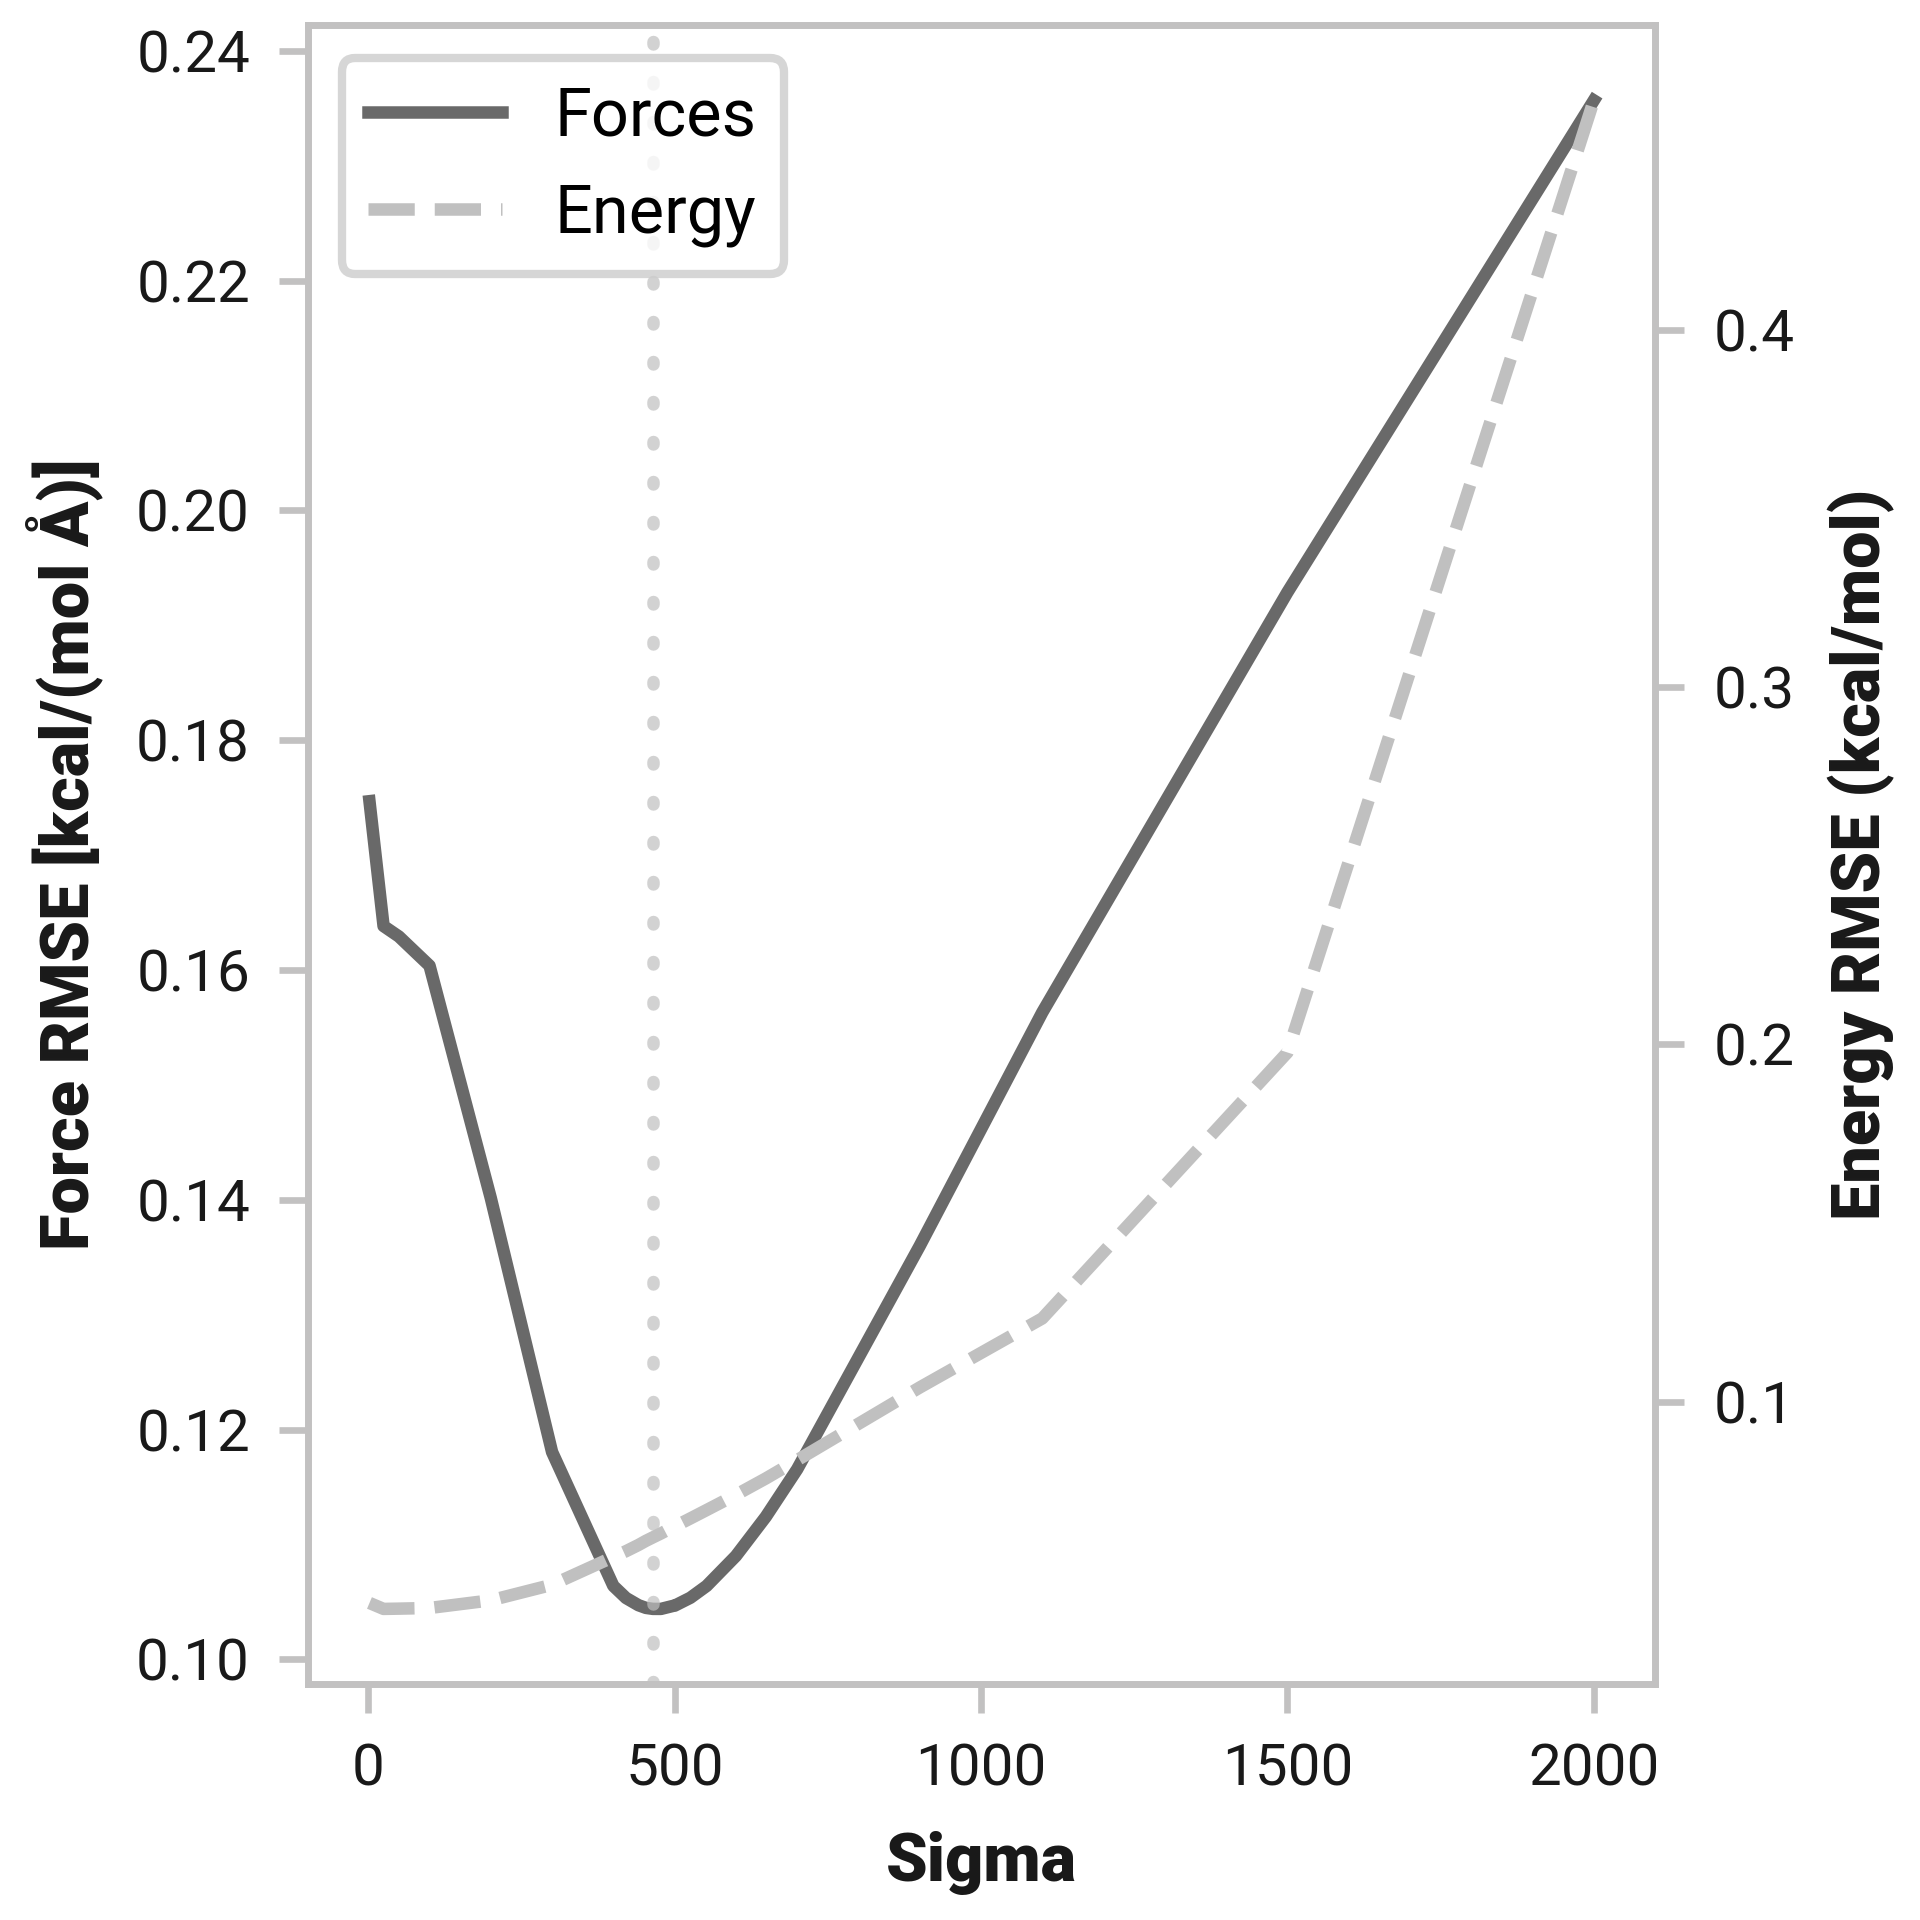 Forces
Energy
0.24
0.22
0.20
0.18
0.16
0.14
0.12
0.10
Force RMSE [kcal/(mol Å)]
0.4
0.3
0.2
0.1
Energy RMSE (kcal/mol)
0 500 1000 1500 2000
Sigma